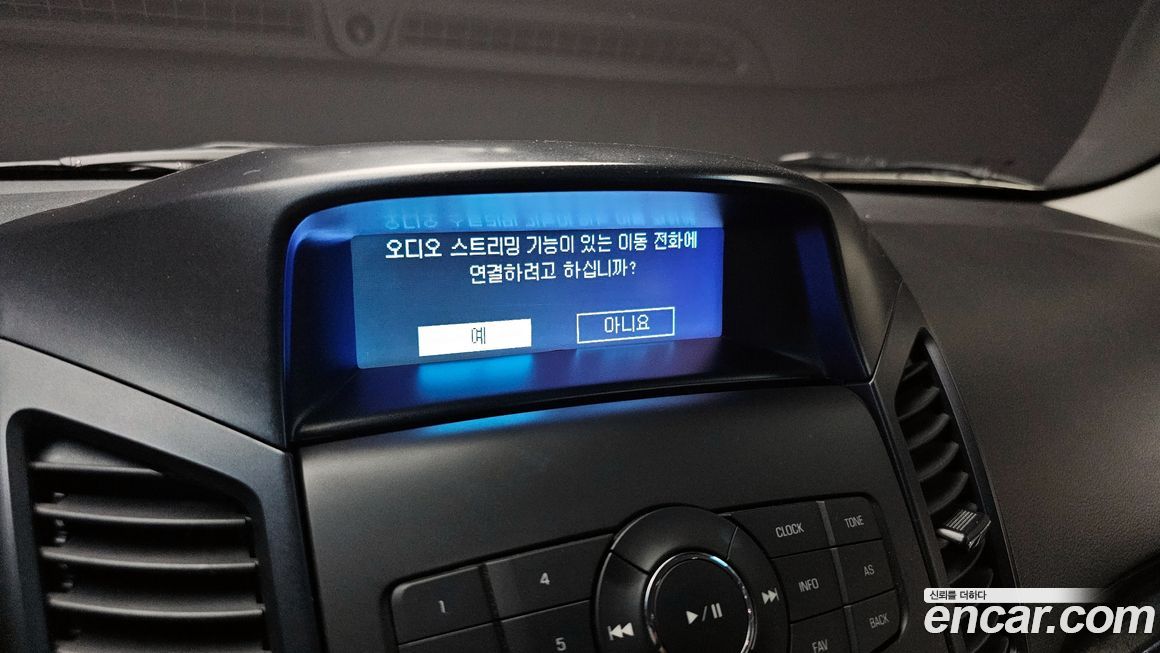 오디오 스트리밍 기능이 있는 이동 전화에
연결하려고 하십니까?
예
아니요
CLOCK
TONE
1
4
INFO
AS
5
FAV
BACK
신뢰를 더하다
encar.com